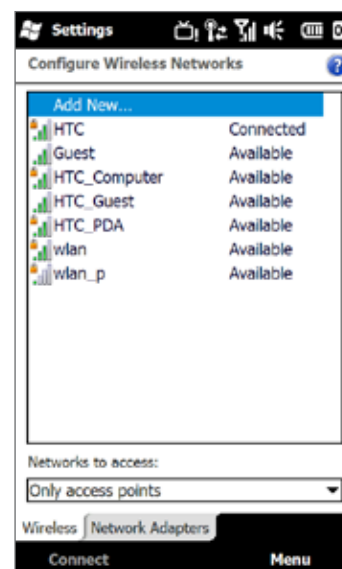 Settings
Configure Wireless Networks ?
Add New...
HTC Connected
Guest Available
HTC_Computer Available
HTC_Guest Available
HTC_PDA Available
wlan Available
wlan_p Available
Networks to access:
Only access points
Wireless Network Adapters
Connect Menu